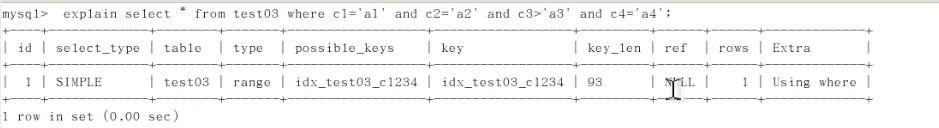 mysql> explain select * from test03 where c1='a1' and c2='a2' and c3>'a3' and c4='a4';
| id | select_type | table | type | possible_keys | key | key_len | ref | rows | Extra |
| 1 | SIMPLE | test03 | range | idx_test03_c1234 | idx_test03_c1234 | 93 | NULL | 1 | Using where |
1 row in set (0.00 sec)